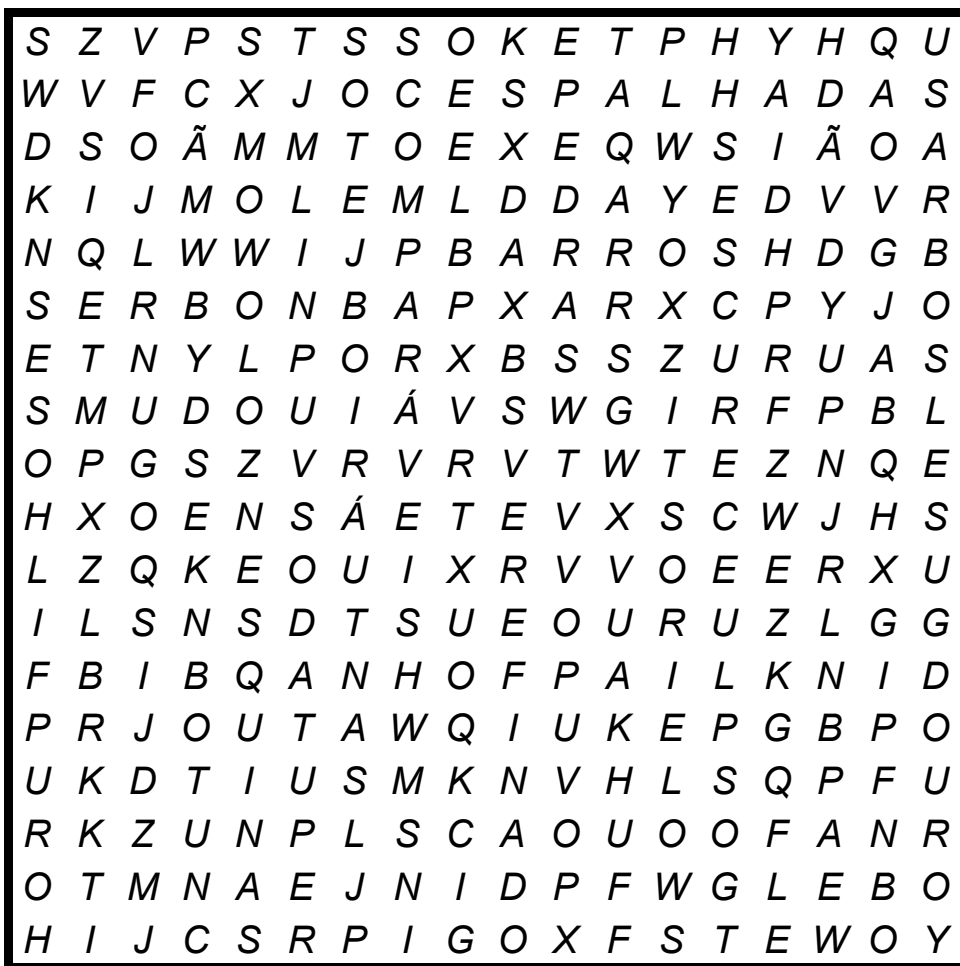 S Z V P S T S S O K E T P H Y H Q U
W V F C X J O C E S P A L H A D A S
D S O Ã M M T O E X E Q W S I Ã O A
K I J M O L E M L D D A Y E D V V R
N Q L W W I J P B A R R O S H D G B
S E R B O N B A P X A R X C P Y J O
E T N Y L P O R X B S S Z U R U A S
S M U D O U I Á V S W G I R F P B L
O P G S Z V R V R V T W T E Z N Q E
H X O E N S Á E T E V X S C W J H S
L Z Q K E O U I X R V V O E E R X U
I L S N S D T S U E O U R U Z L G G
F B I B Q A N H O F P A I L K N I D
P R J O U T A W Q I U K E P G B P O
U K D T I U S M K N V H L S Q P F U
R K Z U N P L S C A O U O O F A N R
O T M N A E J N I D P F W G L E B O
H I J C S R P I G O X F S T E W O Y